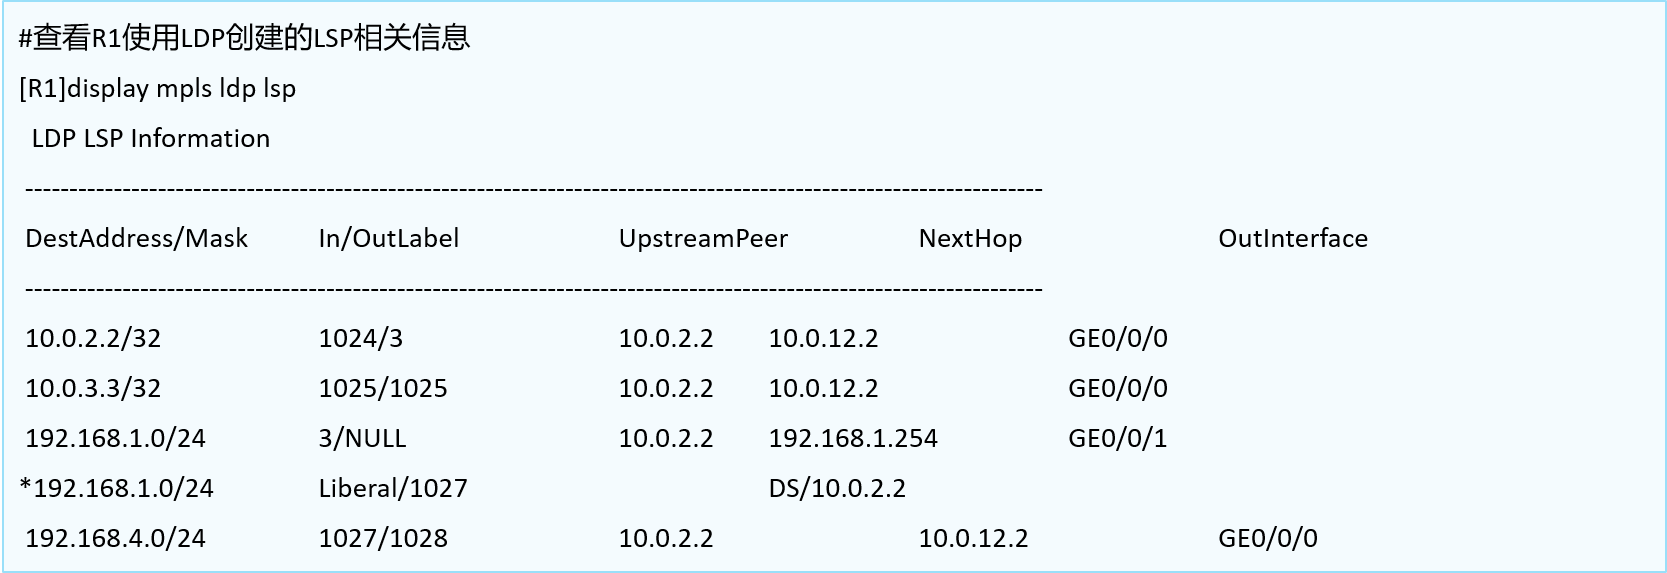 #查看R1使用LDP创建的LSP相关信息
[R1]display mpls ldp lsp
LDP LSP Information
-------------------------------------------------------------------------------------------------------------------
DestAddress/Mask In/OutLabel UpstreamPeer NextHop OutInterface
-------------------------------------------------------------------------------------------------------------------
10.0.2.2/32 1024/3 10.0.2.2 10.0.12.2 GE0/0/0
10.0.3.3/32 1025/1025 10.0.2.2 10.0.12.2 GE0/0/0
192.168.1.0/24 3/NULL 10.0.2.2 192.168.1.254 GE0/0/1
*192.168.1.0/24 Liberal/1027 DS/10.0.2.2
192.168.4.0/24 1027/1028 10.0.2.2 10.0.12.2 GE0/0/0